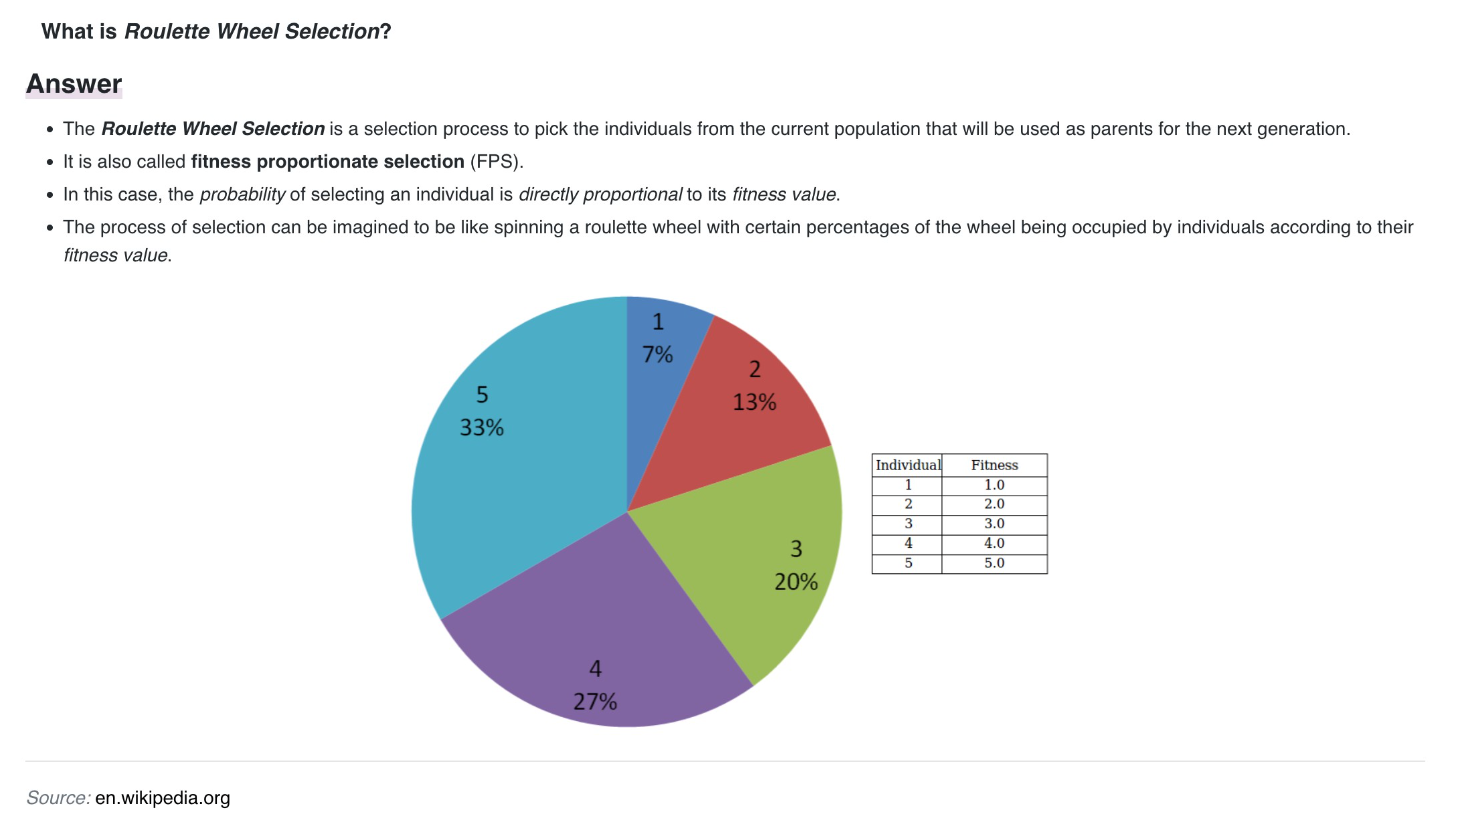 What is Roulette Wheel Selection?
Answer
• The Roulette Wheel Selection is a selection process to pick the individuals from the current population that will be used as parents for the next generation.
• It is also called fitness proportionate selection (FPS).
• In this case, the probability of selecting an individual is directly proportional to its fitness value.
• The process of selection can be imagined to be like spinning a roulette wheel with certain percentages of the wheel being occupied by individuals according to their
fitness value.
1
7%
2
13%
5
33%
3
20%
4
27%
Individual Fitness
1 1.0
2 2.0
3 3.0
4 4.0
5 5.0
Source: en.wikipedia.org